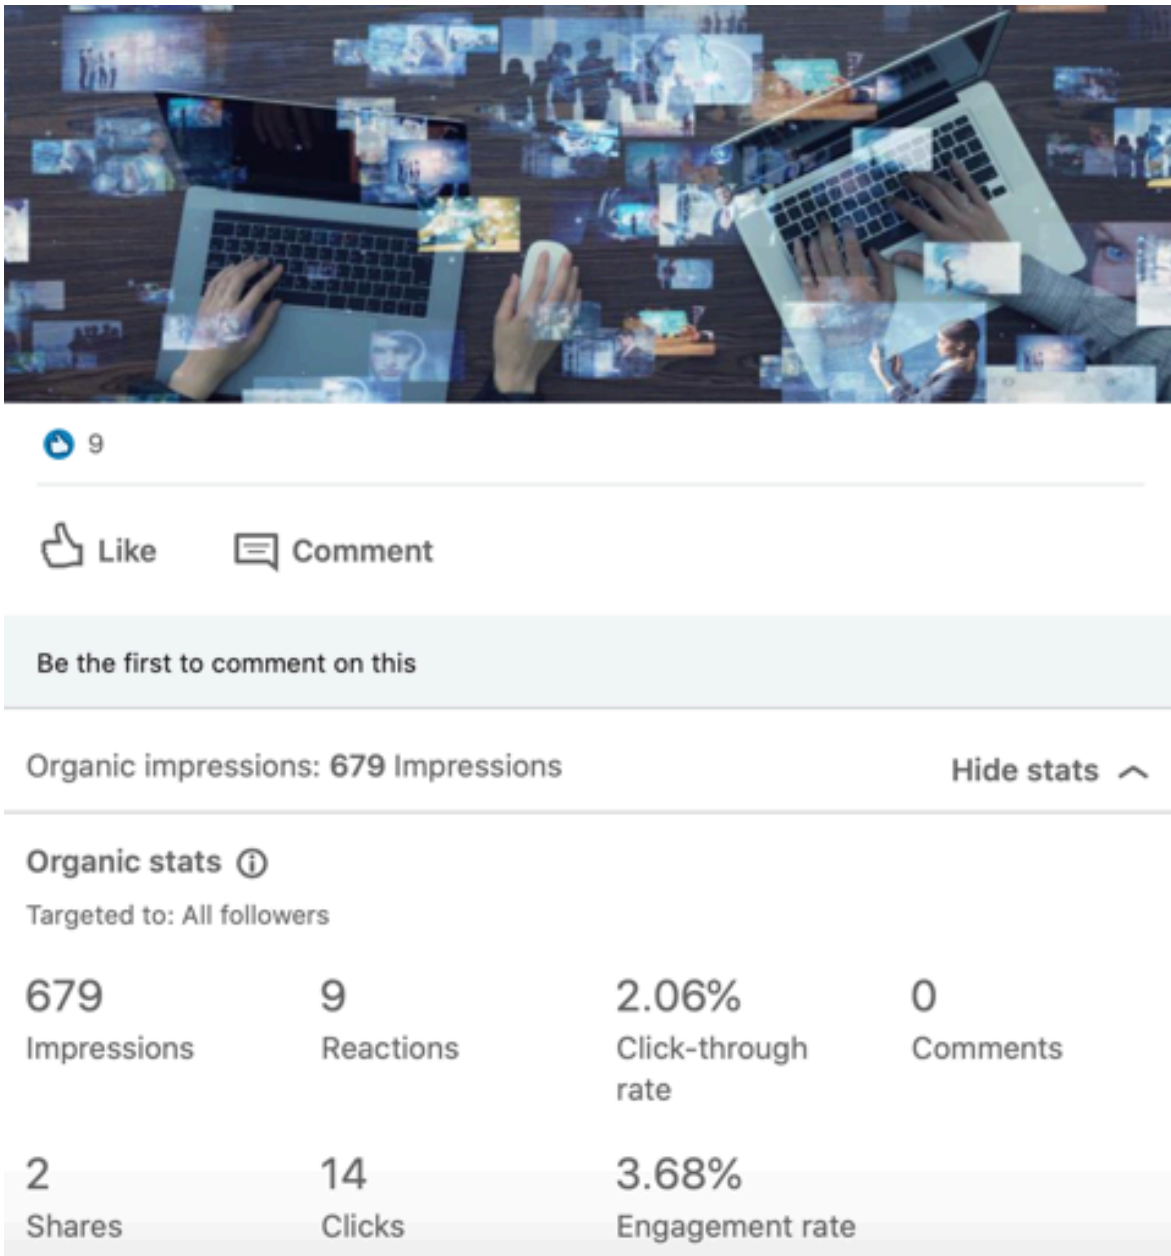 9
Like Comment
Be the first to comment on this
Organic impressions: 679 Impressions Hide stats
Organic stats
Targeted to: All followers
679 9 2.06% 0
Impressions Reactions Click-through rate Comments
2 14 3.68%
Shares Clicks Engagement rate